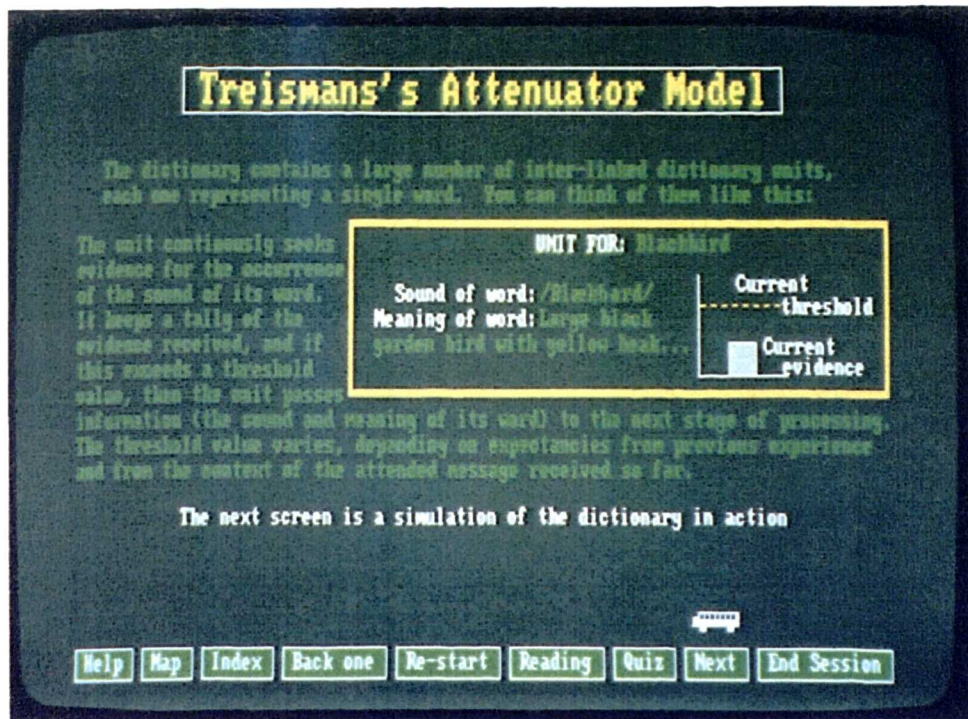 Treismans's Attenuator Model
The dictionary contains a large number of inter-linked dictionary units,
each one representing a single word. You can think of them like this:
The unit continuously seeks
evidence for the occurrence
of the sound of its word.
It keeps a tally of the
evidence received, and if
this exceeds a threshold
value, then the unit passes
information (the sound and meaning of its word) to the next stage of processing.
The threshold value varies, depending on expectancies from previous experience
and from the context of the attended message received so far.
UNIT FOR: Blackbird
Sound of word:
Meaning of word: Large black
garden bird with yellow beak...
Current
threshold
Current
evidence
The next screen is a simulation of the dictionary in action
Help Map Index Back one Re-start Reading Quiz Next End Session